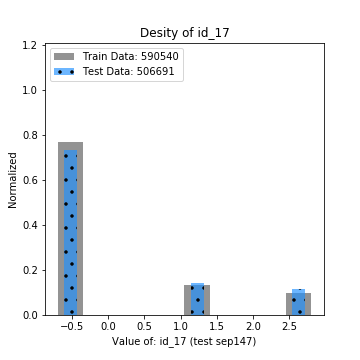 Desity of id_17
Train Data: 590540
Test Data: 506691
Normalized
1.2
1.0
0.8
0.6
0.4
0.2
0.0
−0.5 0.0 0.5 1.0 1.5 2.0 2.5
Value of: id_17 (test sep147)